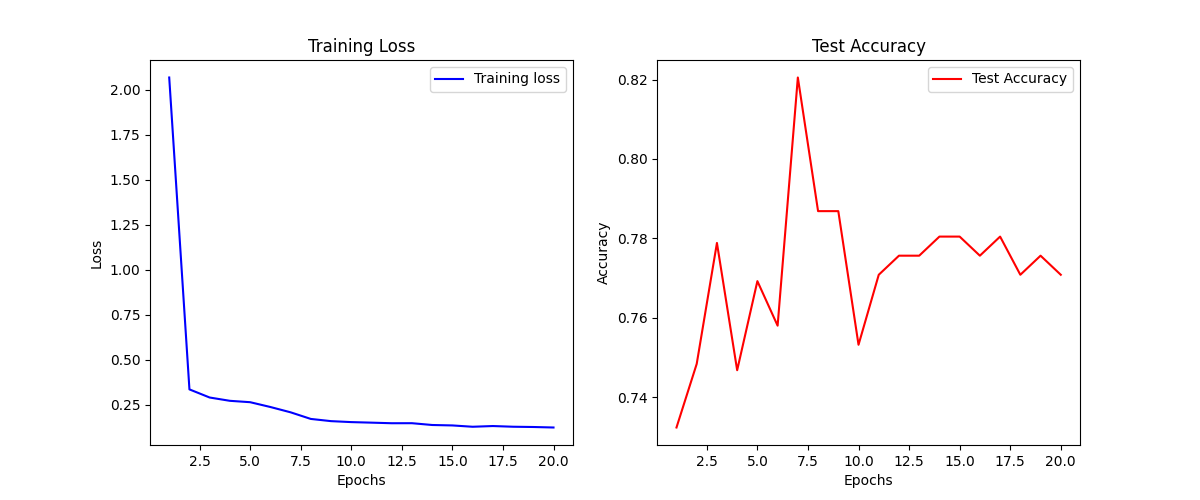 Training Loss
Training loss
2.00
1.75
1.50
1.25
1.00
0.75
0.50
0.25
Loss
2.5 5.0 7.5 10.0 12.5 15.0 17.5 20.0
Epochs
Test Accuracy
Test Accuracy
0.82
0.80
0.78
0.76
0.74
Accuracy
2.5 5.0 7.5 10.0 12.5 15.0 17.5 20.0
Epochs